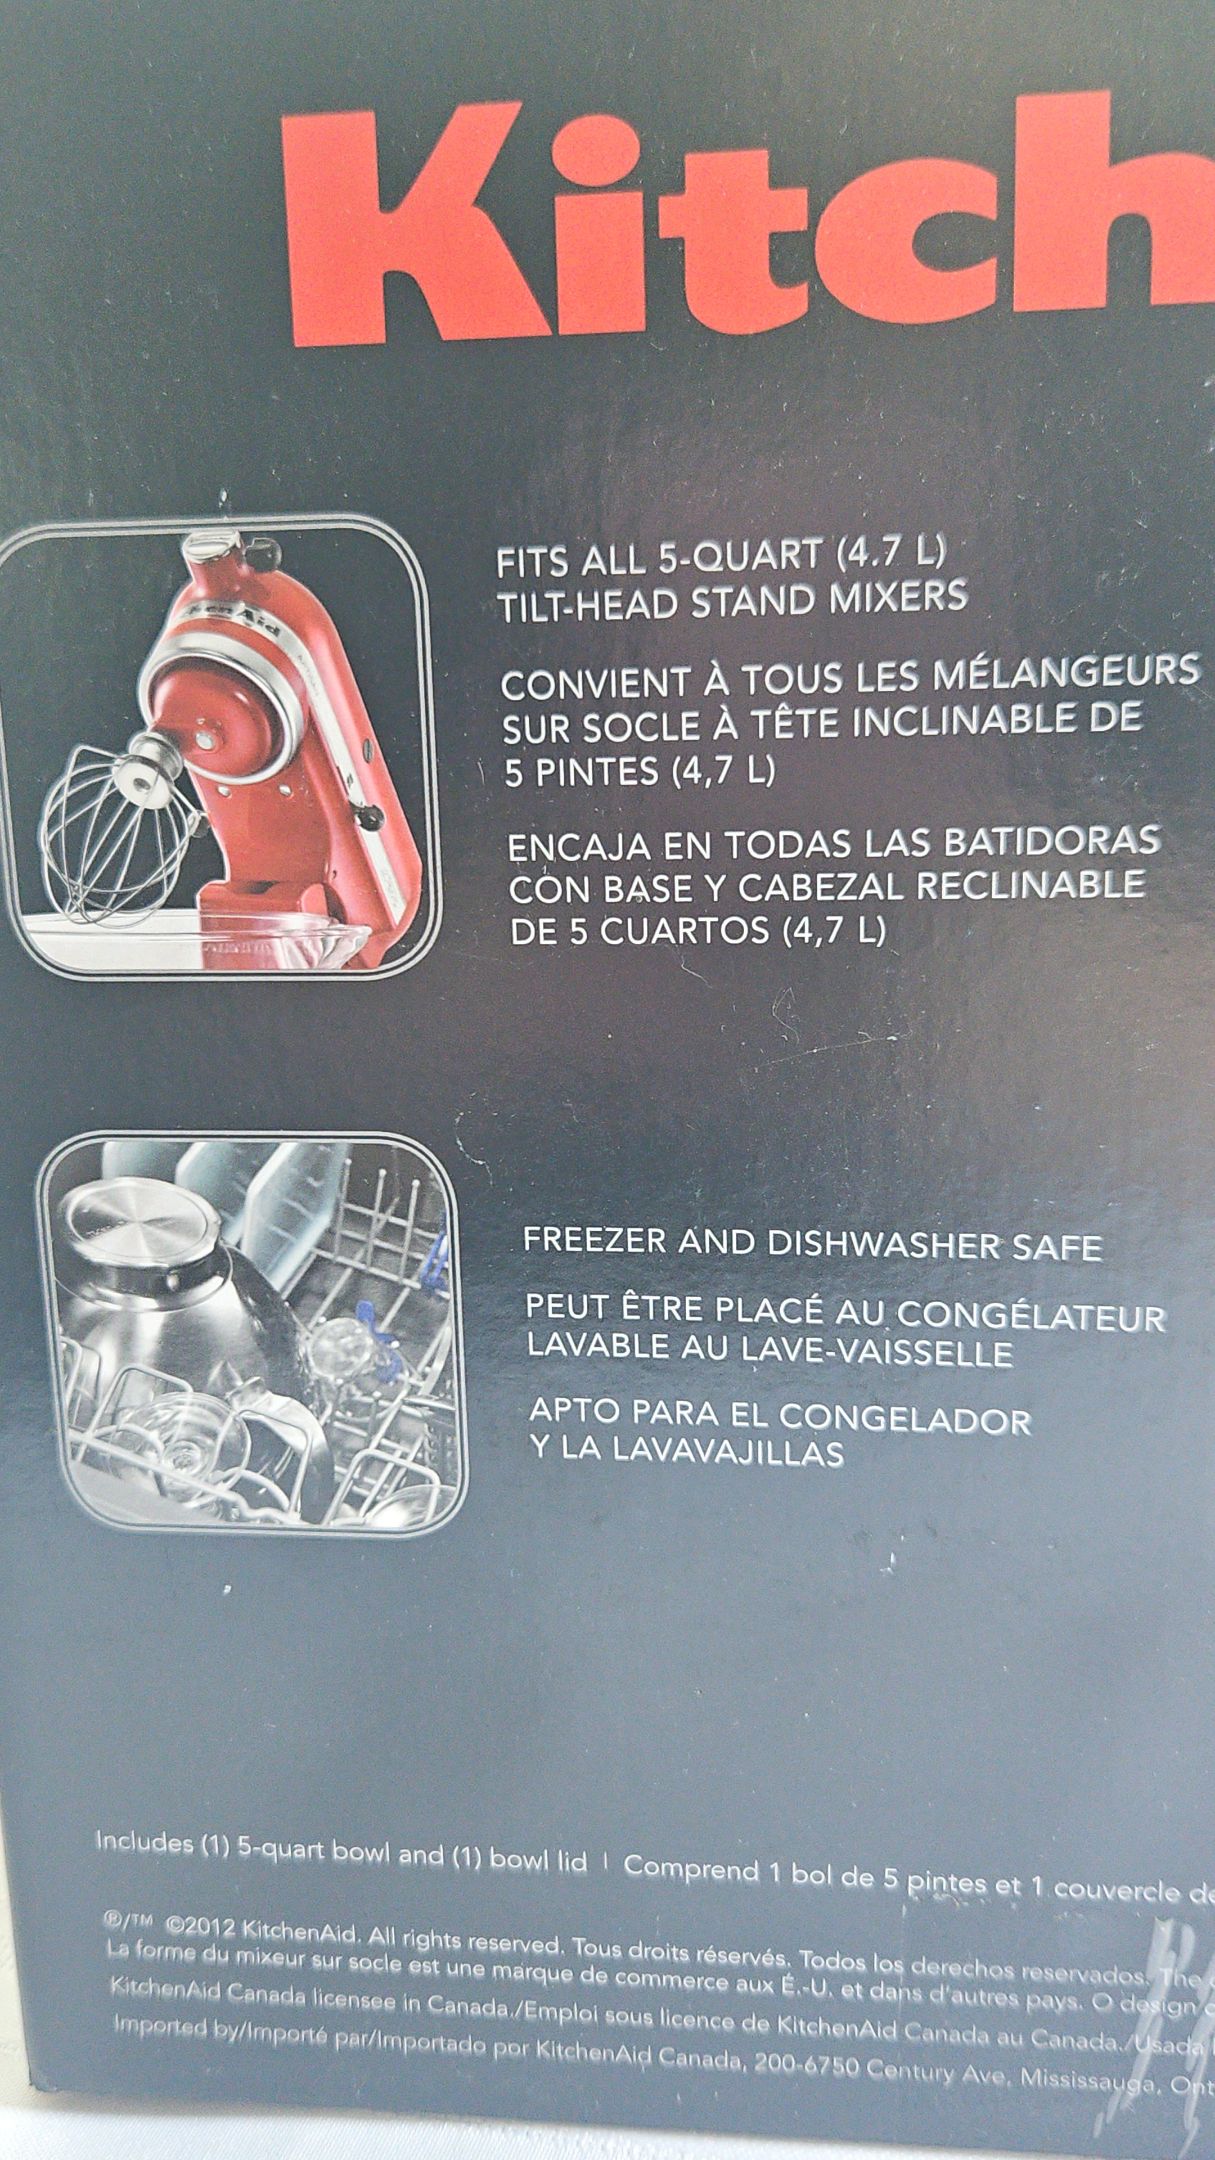 Kitch
FITS ALL 5-QUART (4.7 L)
TILT-HEAD STAND MIXERS
CONVIENT À TOUS LES MÉLANGEURS
SUR SOCLE À TÊTE INCLINABLE DE
5 PINTES (4,7 L)
ENCAJA EN TODAS LAS BATIDORAS
CON BASE Y CABEZAL RECLINABLE
DE 5 CUARTOS (4,7 L)
FREEZER AND DISHWASHER SAFE
PEUT ÊTRE PLACÉ AU CONGÉLATEUR
LAVABLE AU LAVE-VAISSELLE
APTO PARA EL CONGELADOR
Y LA LAVAVAJILLAS
Includes (1) 5-quart bowl and (1) bowl lid | Comprend 1 bol de 5 pintes et 1 couvercle de
®/™ ©2012 KitchenAid. All rights reserved. Tous droits réservés. Todos los derechos reservados. The
La forme du mixeur sur socle est une marque de commerce aux É.-U. et dans d'autres pays. O design
KitchenAid Canada licensee in Canada./Emploi sous licence de KitchenAid Canada au Canada./Usada
Imported by/Importé par/Importado por KitchenAid Canada, 200-6750 Century Ave, Mississauga, Ont